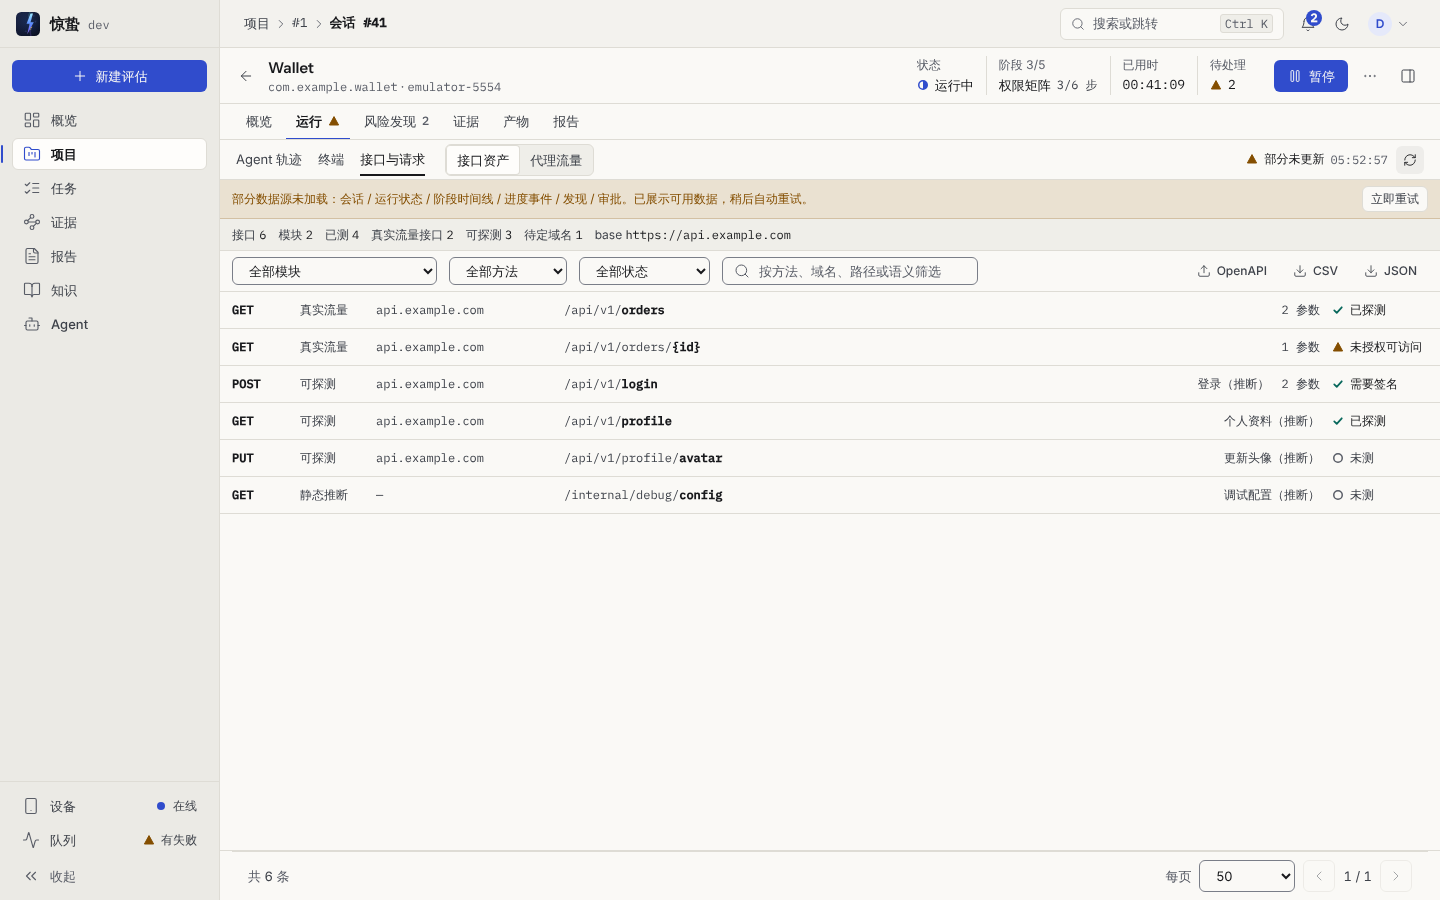 惊蛰 dev
项目 > #1 > 会话 #41
搜索或跳转 Ctrl K
2
D
新建评估
概览
项目
任务
证据
报告
知识
Agent
设备 在线
队列 有失败
收起
Wallet
com.example.wallet · emulator-5554
状态
运行中
阶段 3/5
权限矩阵 3/6 步
已用时
00:41:09
待处理
2
暂停
概览 运行 风险发现 2 证据 产物 报告
Agent 轨迹 终端 接口与请求 接口资产 代理流量
部分未更新 05:52:57
部分数据源未加载：会话 / 运行状态 / 阶段时间线 / 进度事件 / 发现 / 审批。已展示可用数据，稍后自动重试。
立即重试
接口 6 模块 2 已测 4 真实流量接口 2 可探测 3 待定域名 1 base https://api.example.com
全部模块 全部方法 全部状态 按方法、域名、路径或语义筛选 OpenAPI CSV JSON
GET 真实流量 api.example.com /api/v1/orders 2 参数 已探测
GET 真实流量 api.example.com /api/v1/orders/{id} 1 参数 未授权可访问
POST 可探测 api.example.com /api/v1/login 登录（推断） 2 参数 需要签名
GET 可探测 api.example.com /api/v1/profile 个人资料（推断） 已探测
PUT 可探测 api.example.com /api/v1/profile/avatar 更新头像（推断） 未测
GET 静态推断 — /internal/debug/config 调试配置（推断） 未测
共 6 条
每页 50 1 / 1